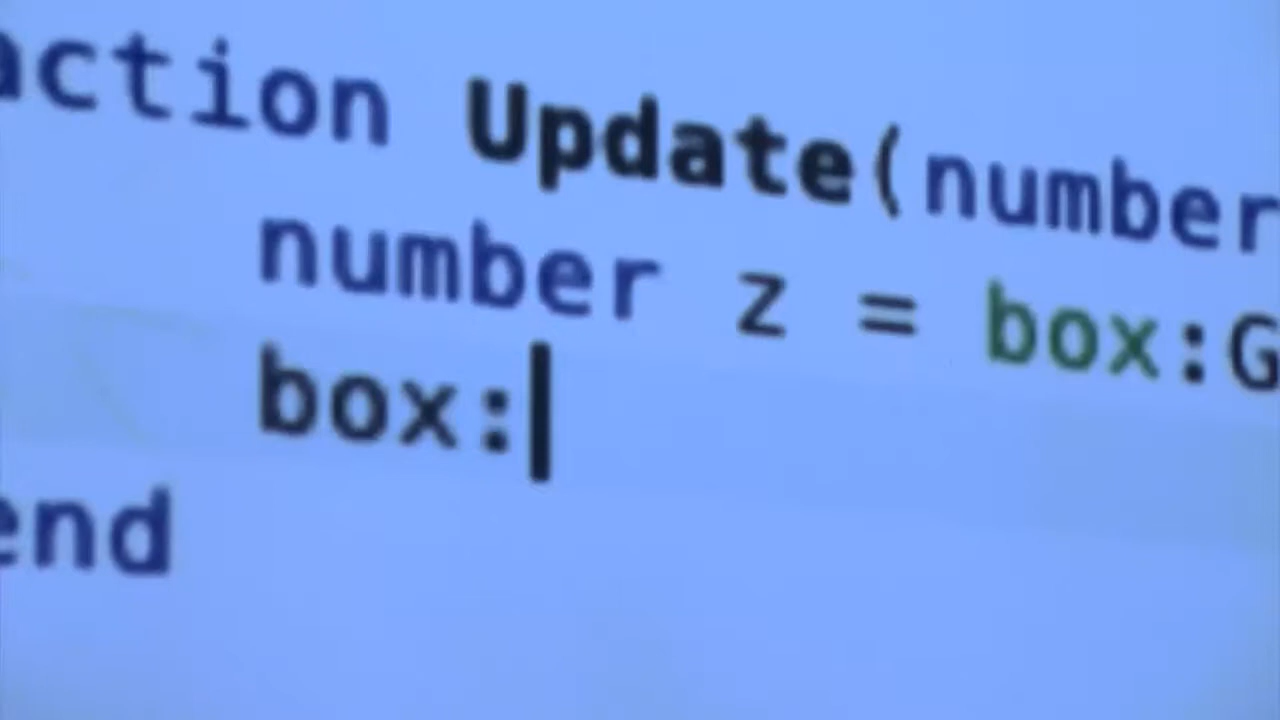 action Update(number
number z = box:G
box:
end